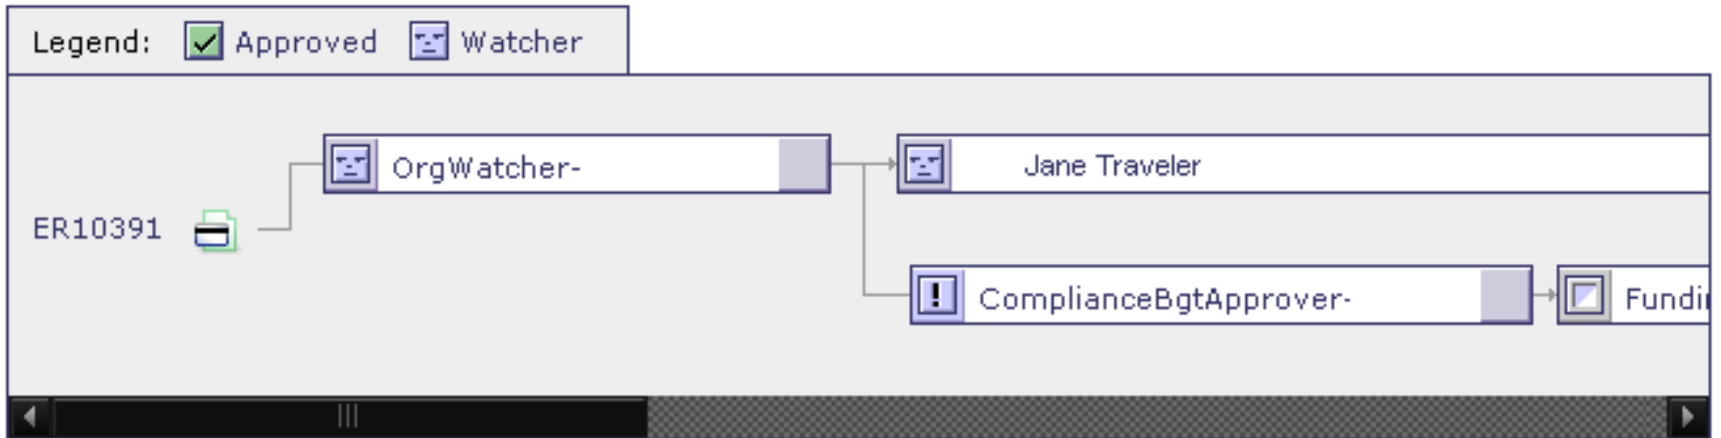 Legend: Approved Watcher
OrgWatcher- Jane Traveler
ER10391
ComplianceBgtApprover-